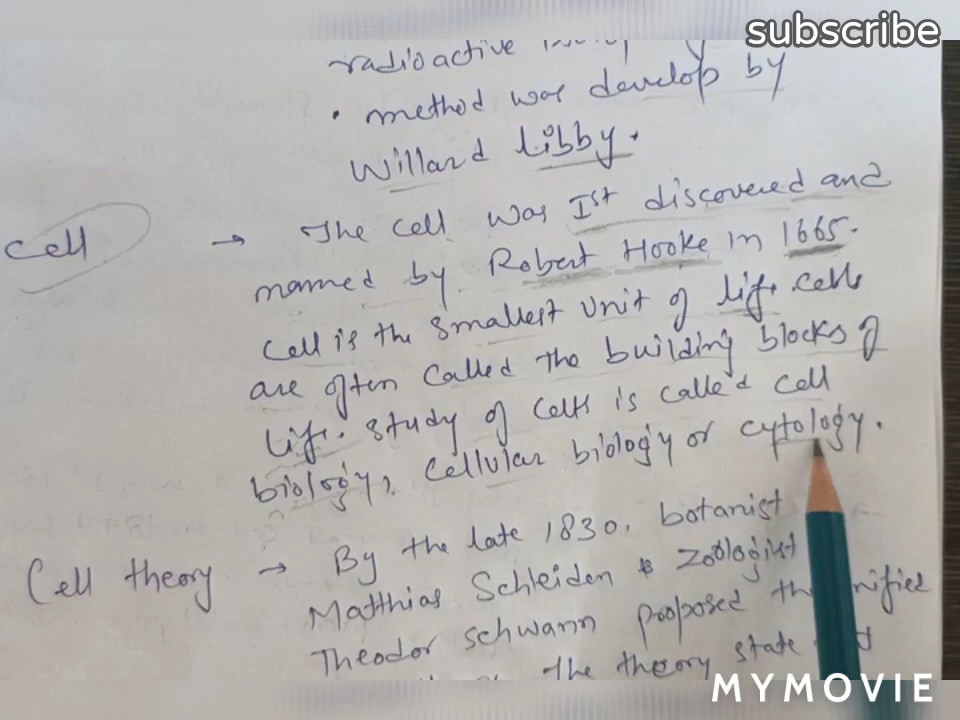 subscribe
radioactive
• method was develop by
Willard libby.
Cell → The cell was Ist discovered and
named by Robert Hooke in 1665.
Cell is the smallest unit of life. cells
are often called the building blocks of
life. study of cells is called cell
biology, cellular biology or cytology.
Cell theory → By the late 1830, botanist
Matthias Schleiden & Zoologist
Theodor schwann proposed the nified
The theory state
MYMOVIE